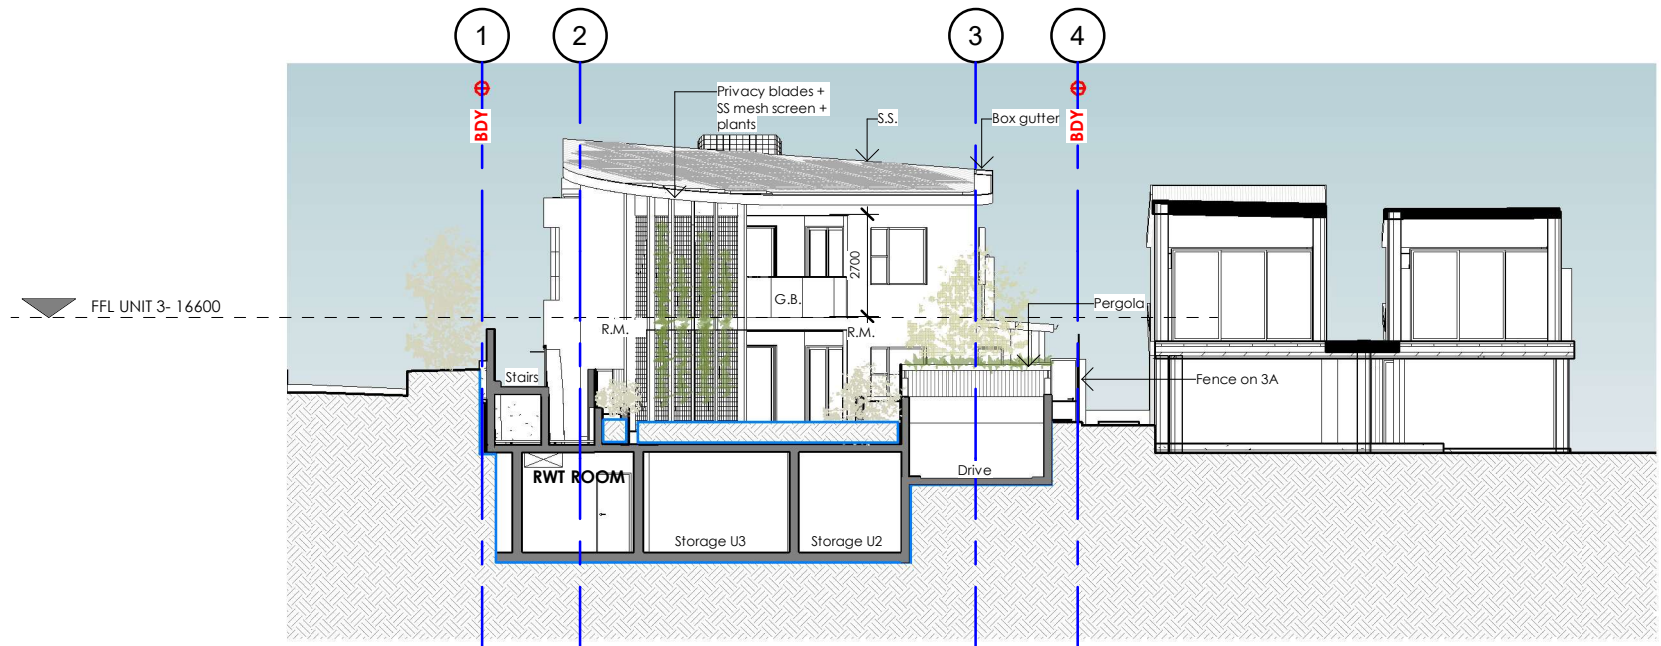 1
2
3
4
BDY
BDY
Privacy blades +
SS mesh screen +
plants
S.S.
Box gutter
2700
G.B.
FFL UNIT 3- 16600
Pergola
R.M.
R.M.
Stairs
Fence on 3A
Drive
RWT ROOM
Storage U3
Storage U2